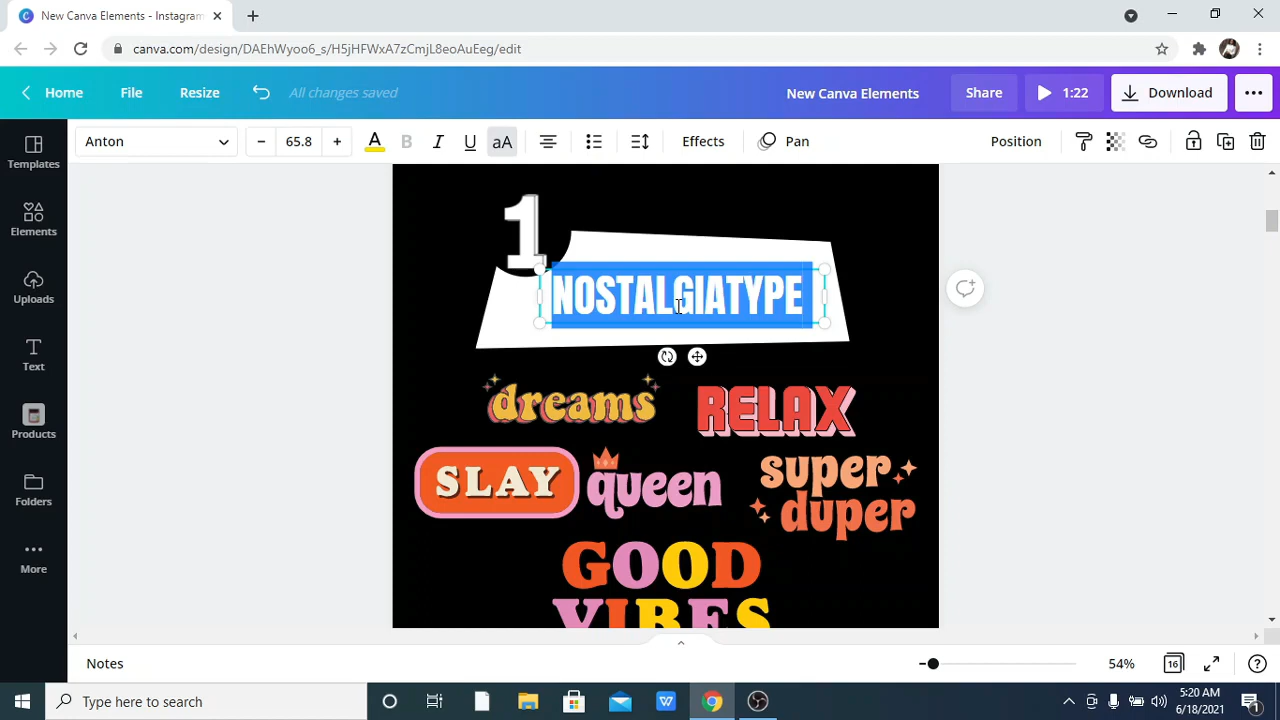 New Canva Elements - Instagram
canva.com/design/DAEhWyoo6_s/H5jHFWxA7zCmjL8eoAuEeg/edit
Home
File
Resize
All changes saved
New Canva Elements
Share
1:22
Download
Anton
65.8
A
B
I
U
aA
Effects
Pan
Position
Templates
Elements
Uploads
Text
Products
Folders
More
1
NOSTALGIATYPE
dreams
RELAX
SLAY
queen
super
duper
GOOD
VIBES
Notes
54%
16
Type here to search
5:20 AM
6/18/2021
1